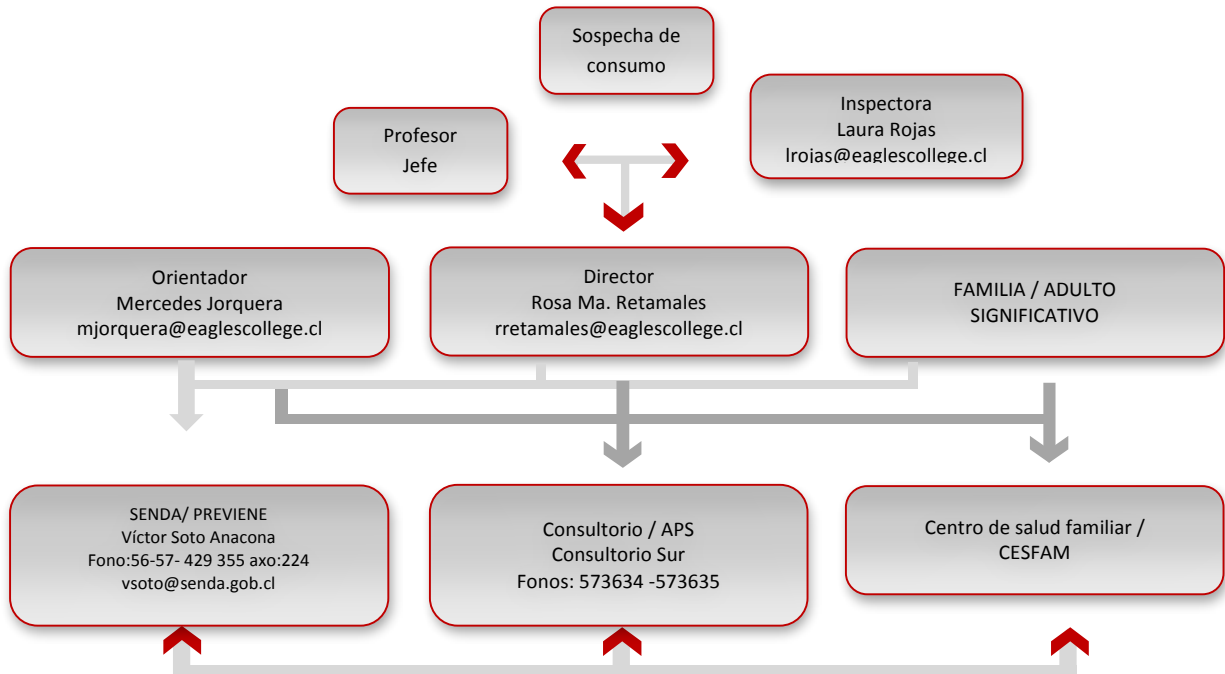 Sospecha de
consumo
Profesor
Jefe
Inspectora
Laura Rojas
lrojas@eaglescollege.cl
Orientador
Mercedes Jorquera
mjorquera@eaglescollege.cl
Director
Rosa Ma. Retamales
rretamales@eaglescollege.cl
FAMILIA / ADULTO
SIGNIFICATIVO
SENDA/ PREVIENE
Víctor Soto Anacona
Fono:56-57- 429 355 axo:224
vsoto@senda.gob.cl
Consultorio / APS
Consultorio Sur
Fonos: 573634 -573635
Centro de salud familiar /
CESFAM